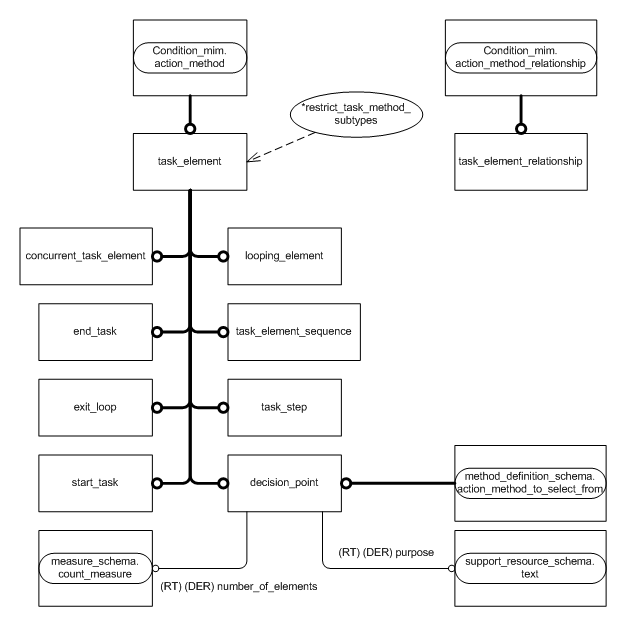 Condition_mim.
action_method
Condition_mim.
action_method_relationship
*restrict_task_method_
subtypes
task_element
task_element_relationship
concurrent_task_element
looping_element
end_task
task_element_sequence
exit_loop
task_step
start_task
decision_point
method_definition_schema.
action_method_to_select_from
measure_schema.
count_measure
(RT) (DER) number_of_elements
(RT) (DER) purpose
support_resource_schema.
text